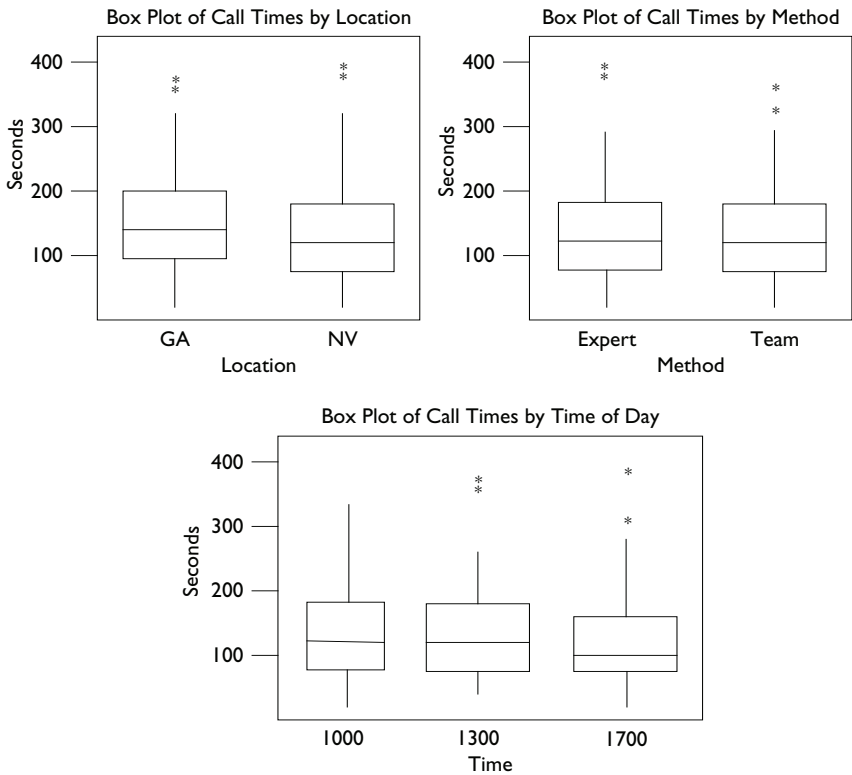 Box Plot of Call Times by Location
400
300
200
100
Seconds
GA NV
Location
Box Plot of Call Times by Method
400
300
200
100
Seconds
Expert Team
Method
Box Plot of Call Times by Time of Day
400
300
200
100
Seconds
1000 1300 1700
Time